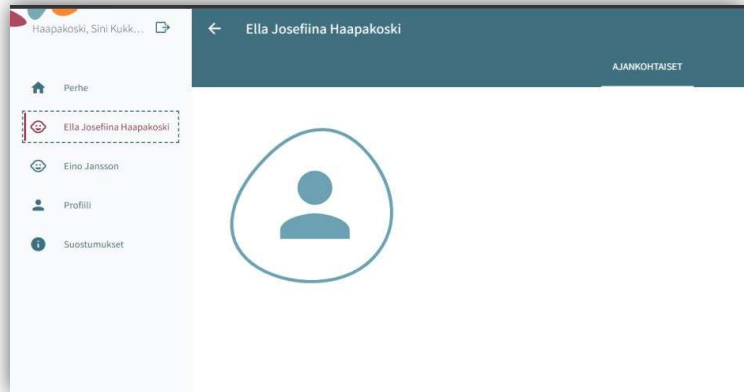 Haapakoski, Sini Kukk...
Ella Josefiina Haapakoski
AJANKOHTAISET
Perhe
Ella Josefiina Haapakoski
Eino Jansson
Profiili
Suostumukset